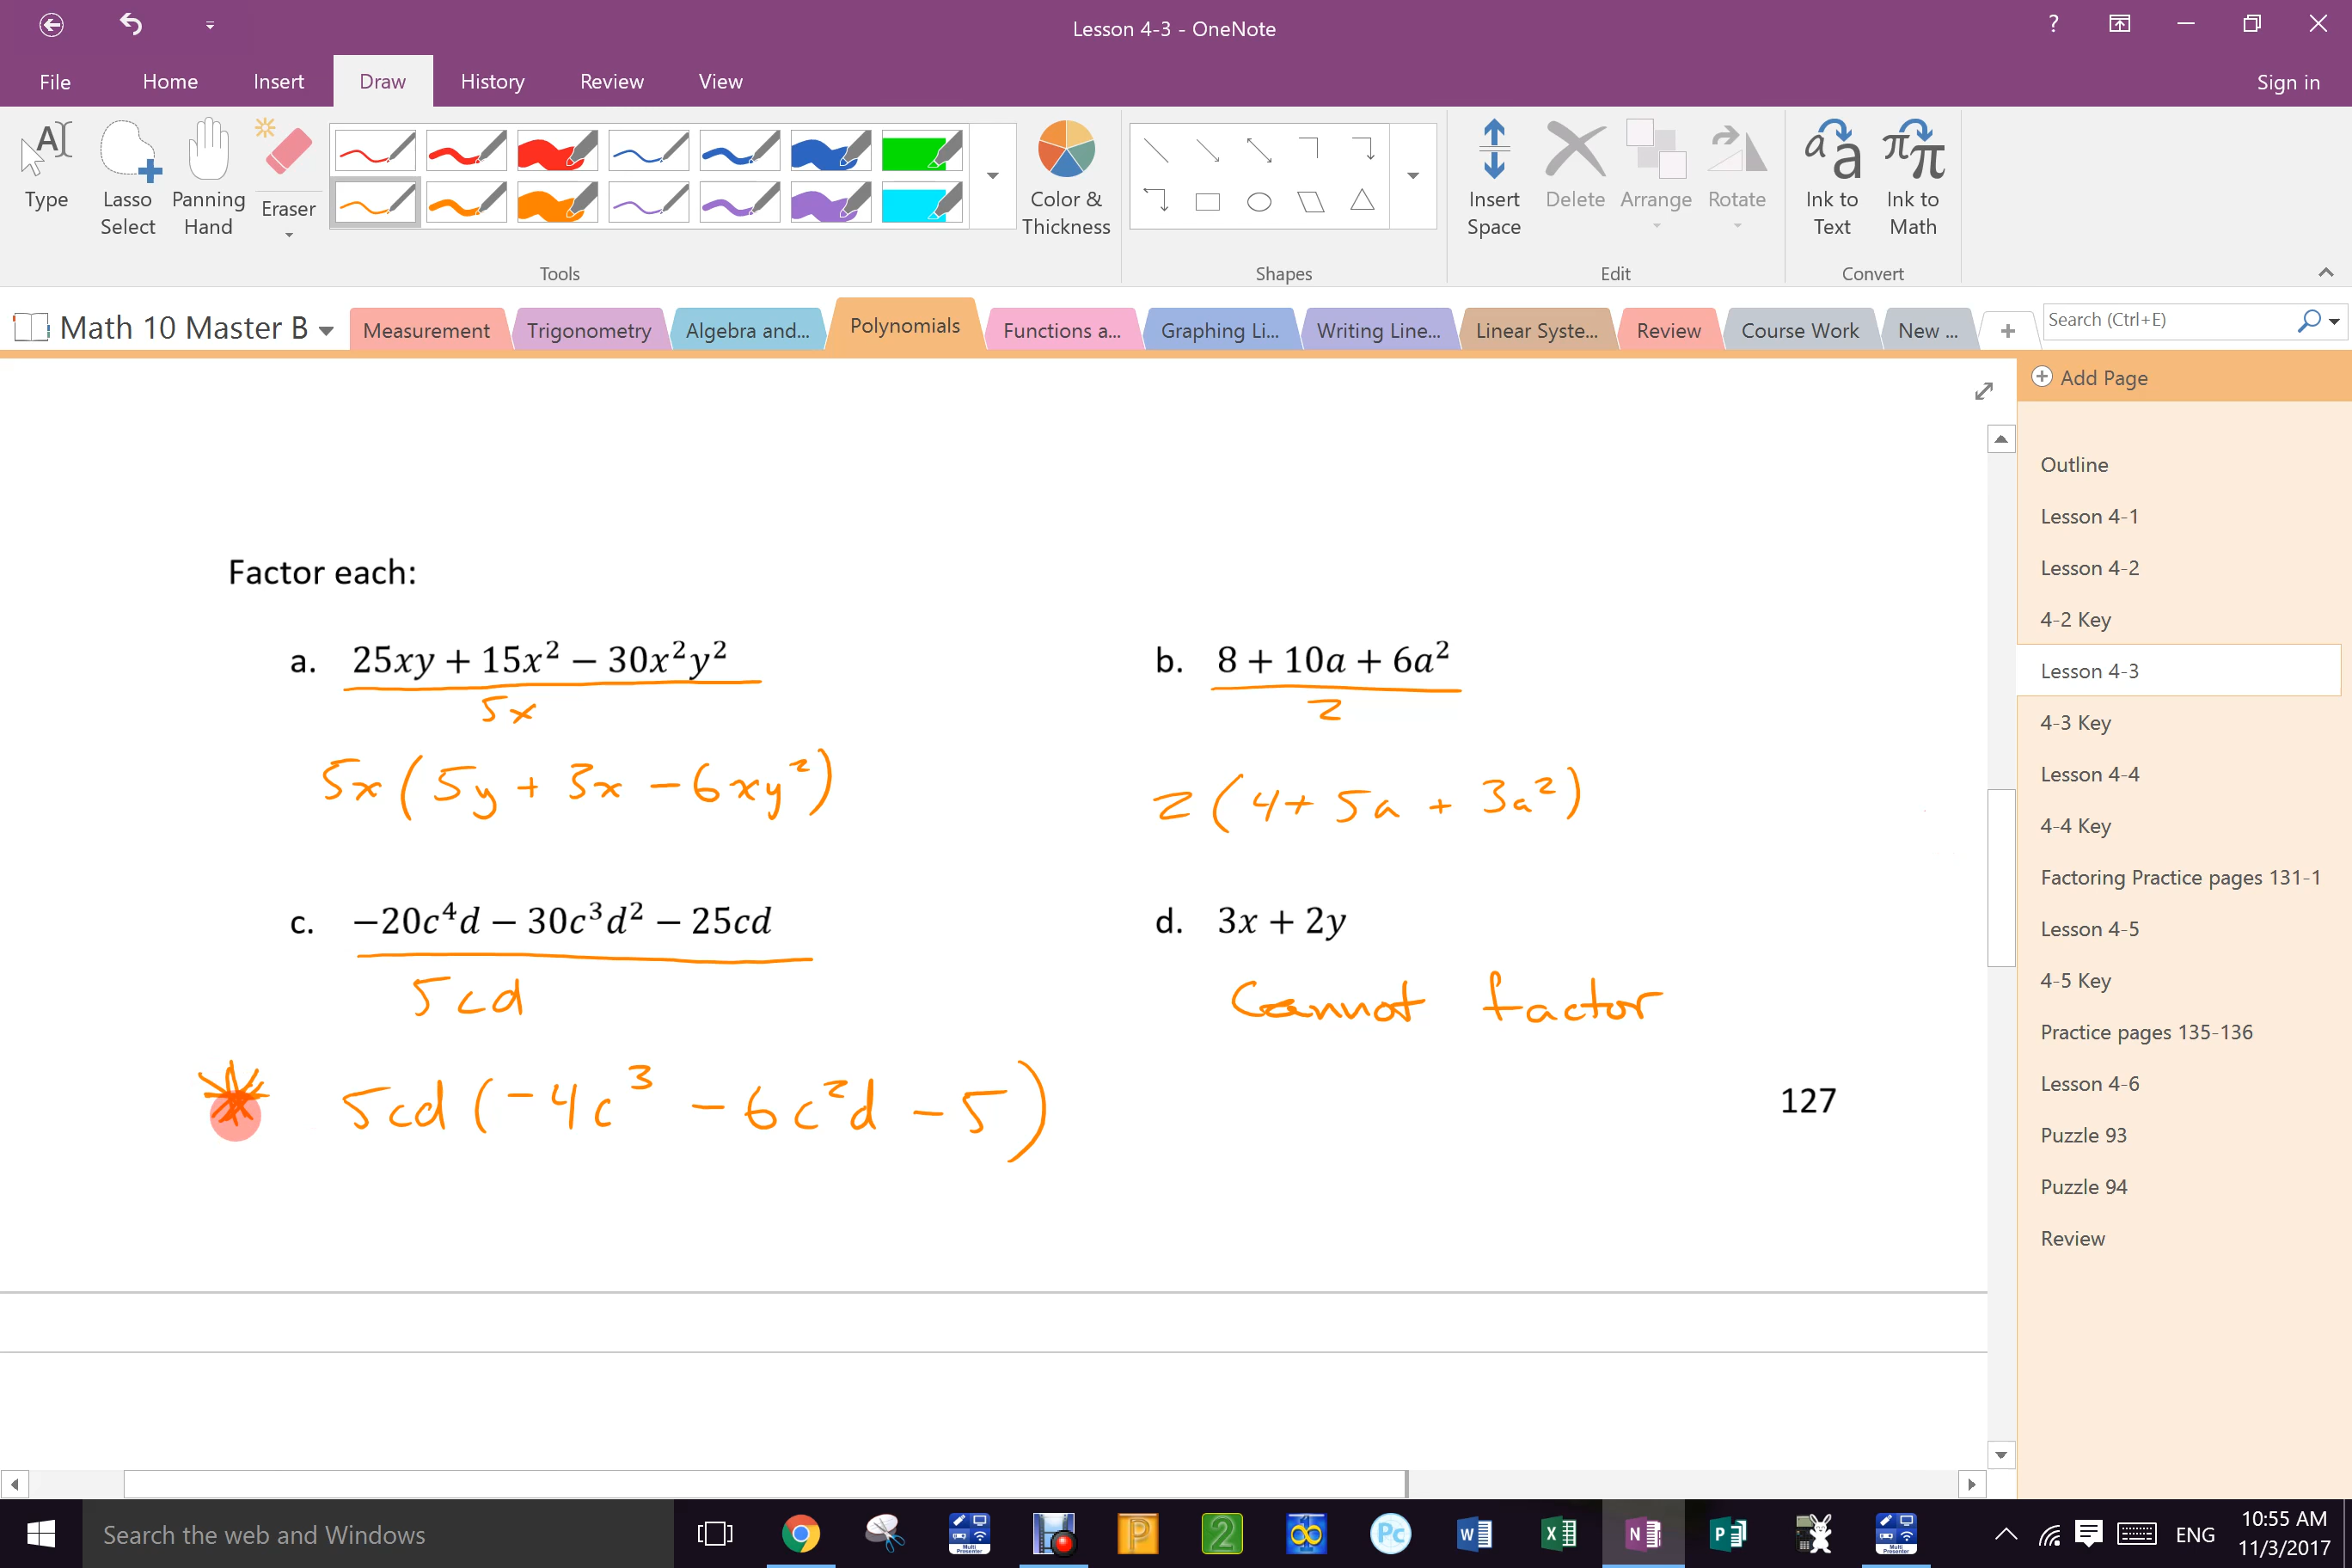 Lesson 4-3 - OneNote
?
File Home Insert Draw History Review View Sign in
Type
Lasso Select
Panning Hand
Eraser
Color & Thickness
Insert Space
Delete
Arrange
Rotate
Ink to Text
Ink to Math
Tools Shapes Edit Convert
Math 10 Master B Measurement Trigonometry Algebra and... Polynomials Functions a... Graphing Li... Writing Line... Linear Syste... Review Course Work New ... + Search (Ctrl+E)
Add Page
Outline
Lesson 4-1
Lesson 4-2
4-2 Key
Lesson 4-3
4-3 Key
Lesson 4-4
4-4 Key
Factoring Practice pages 131-1
Lesson 4-5
4-5 Key
Practice pages 135-136
Lesson 4-6
Puzzle 93
Puzzle 94
Review
Factor each:
a. 25xy + 15x² − 30x²y²
5x
5x(5y + 3x − 6xy²)
b. 8 + 10a + 6a²
2
2(4 + 5a + 3a²)
c. −20c⁴d − 30c³d² − 25cd
5cd
5cd(−4c³ − 6c²d − 5)
d. 3x + 2y
Cannot factor
127
Search the web and Windows
ENG
10:55 AM
11/3/2017